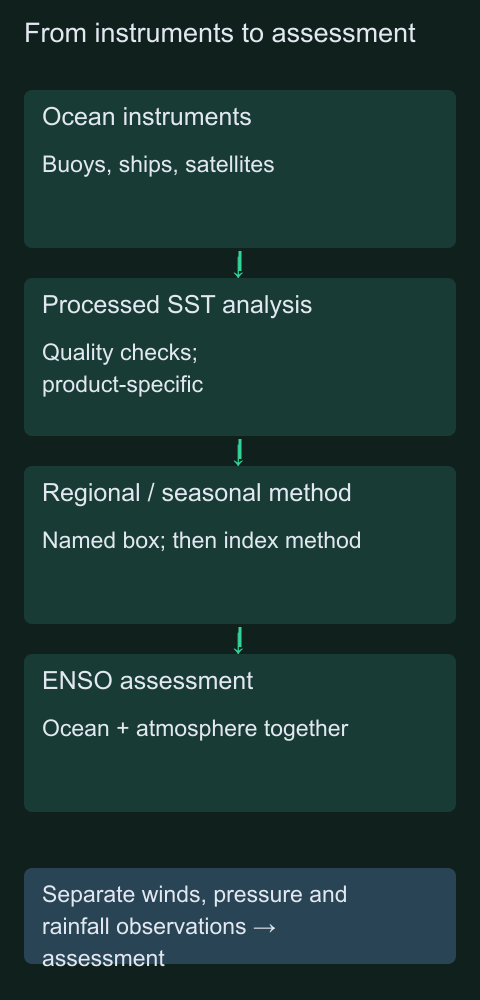 From instruments to assessment
Ocean instruments
Buoys, ships, satellites
Processed SST analysis
Quality checks;
product-specific
Regional / seasonal method
Named box; then index method
ENSO assessment
Ocean + atmosphere together
Separate winds, pressure and
rainfall observations →
assessment